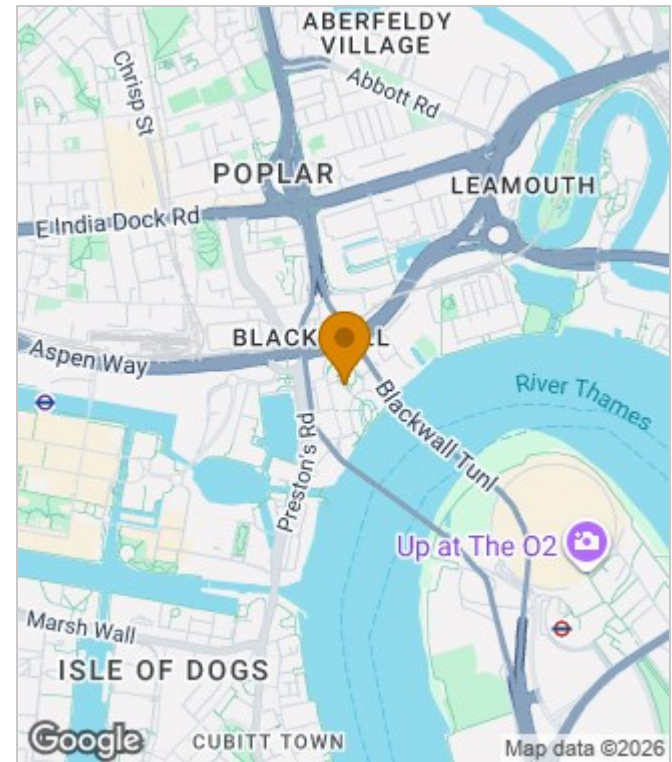 ABERFELDY
VILLAGE
Chrisp St
Abbott Rd
POPLAR
LEAMOUTH
E India Dock Rd
BLACK
LL
Aspen Way
River Thames
Blackwall Tunl
Preston's Rd
Up at The O2
Marsh Wall
ISLE OF DOGS
CUBITT TOWN
Google
Map data ©2026